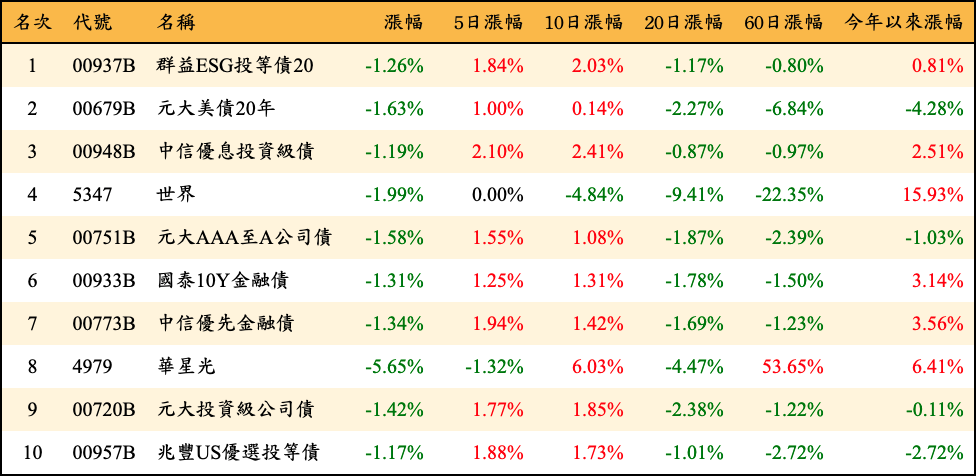 名次 代號 名稱 漲幅 5日漲幅 10日漲幅 20日漲幅 60日漲幅 今年以來漲幅
1 00937B 群益ESG投等債20 -1.26% 1.84% 2.03% -1.17% -0.80% 0.81%
2 00679B 元大美債20年 -1.63% 1.00% 0.14% -2.27% -6.84% -4.28%
3 00948B 中信優息投資級債 -1.19% 2.10% 2.41% -0.87% -0.97% 2.51%
4 5347 世界 -1.99% 0.00% -4.84% -9.41% -22.35% 15.93%
5 00751B 元大AAA至A公司債 -1.58% 1.55% 1.08% -1.87% -2.39% -1.03%
6 00933B 國泰10Y金融債 -1.31% 1.25% 1.31% -1.78% -1.50% 3.14%
7 00773B 中信優先金融債 -1.34% 1.94% 1.42% -1.69% -1.23% 3.56%
8 4979 華星光 -5.65% -1.32% 6.03% -4.47% 53.65% 6.41%
9 00720B 元大投資級公司債 -1.42% 1.77% 1.85% -2.38% -1.22% -0.11%
10 00957B 兆豐US優選投等債 -1.17% 1.88% 1.73% -1.01% -2.72% -2.72%